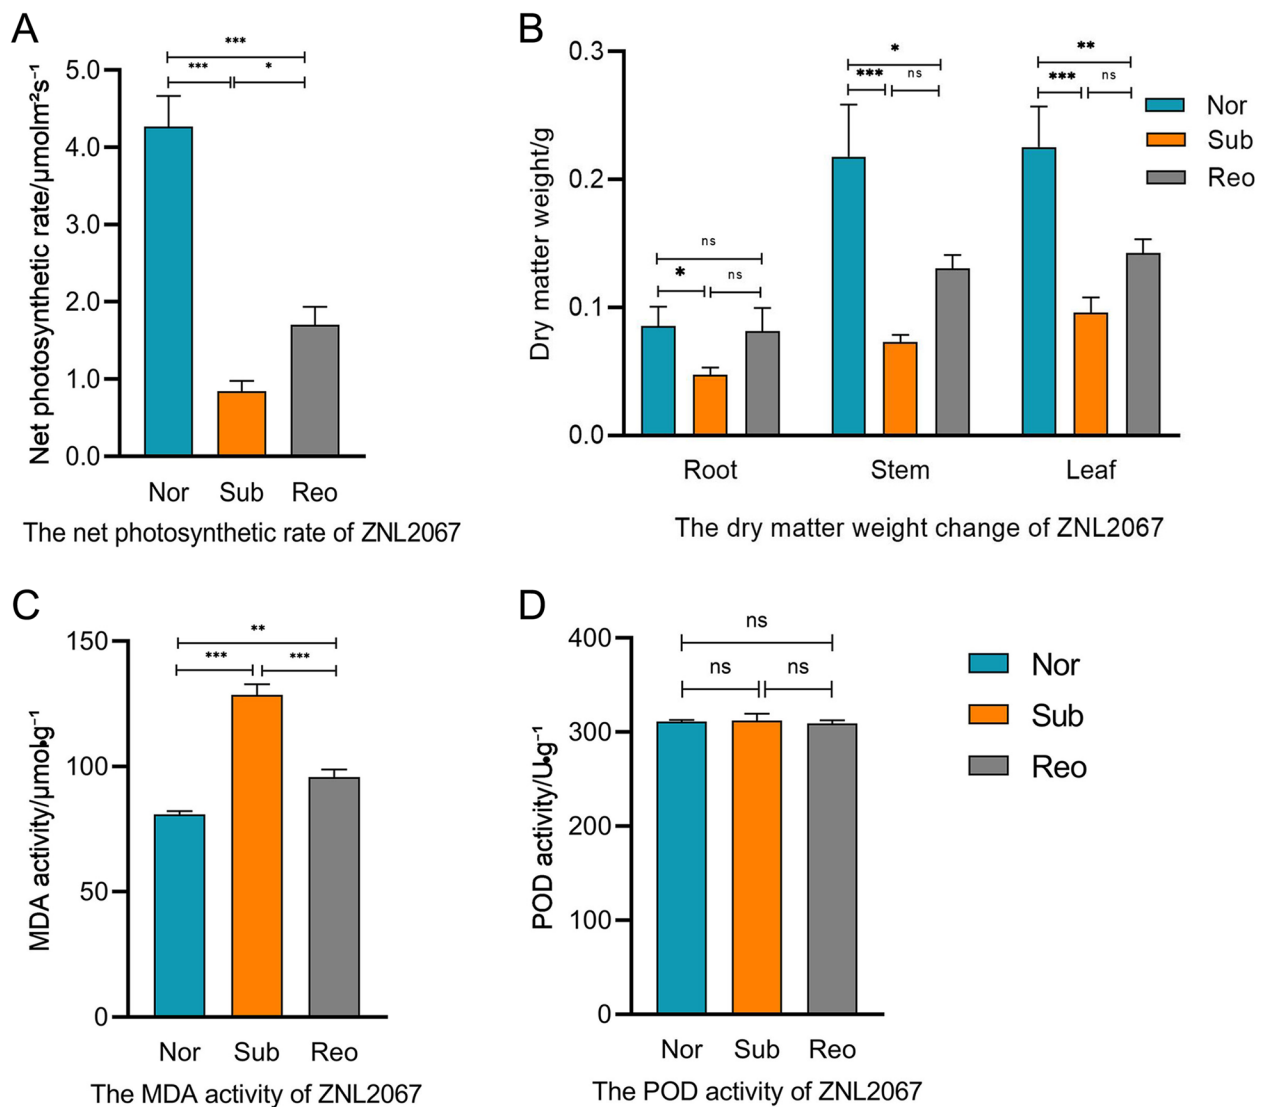 A
***
***
*
5.0
4.0
3.0
2.0
1.0
0.0
Net photosynthetic rate/μmolm⁻²s⁻¹
Nor Sub Reo
The net photosynthetic rate of ZNL2067
B
*
***
ns
**
***
ns
ns
*
ns
0.3
0.2
0.1
0.0
Dry matter weight/g
Root Stem Leaf
The dry matter weight change of ZNL2067
Nor
Sub
Reo
C
**
***
***
150
100
50
0
MDA activity/μmol•g⁻¹
Nor Sub Reo
The MDA activity of ZNL2067
D
ns
ns
ns
400
300
200
100
0
POD activity/U•g⁻¹
Nor Sub Reo
The POD activity of ZNL2067
Nor
Sub
Reo